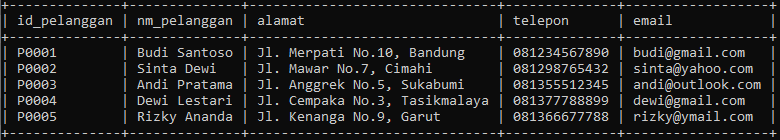 id_pelanggan | nm_pelanggan | alamat | telepon | email
P0001 | Budi Santoso | Jl. Merpati No.10, Bandung | 081234567890 | budi@gmail.com
P0002 | Sinta Dewi | Jl. Mawar No.7, Cimahi | 081298765432 | sinta@yahoo.com
P0003 | Andi Pratama | Jl. Anggrek No.5, Sukabumi | 081355512345 | andi@outlook.com
P0004 | Dewi Lestari | Jl. Cempaka No.3, Tasikmalaya | 081377788899 | dewi@gmail.com
P0005 | Rizky Ananda | Jl. Kenanga No.9, Garut | 081366677788 | rizky@ymail.com